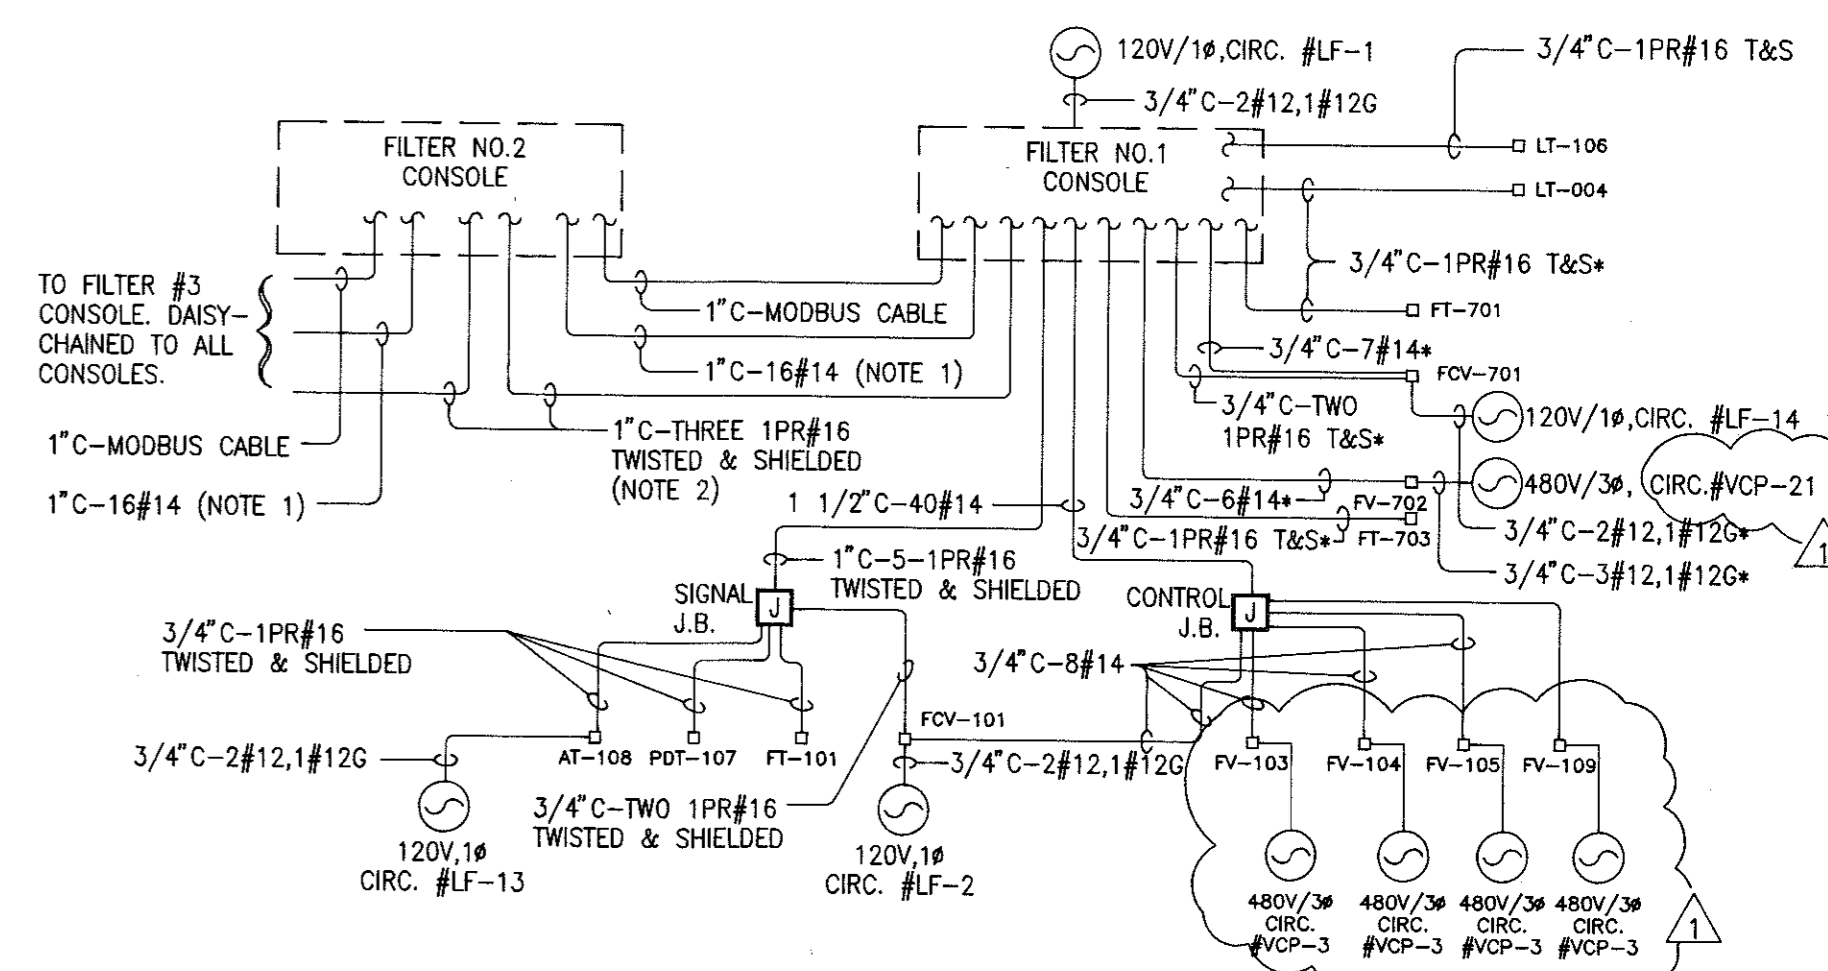 120V/1ø,CIRC. #LF-1
3/4"C-1PR#16 T&S
3/4"C-2#12,1#12G
FILTER NO.2
CONSOLE
FILTER NO.1
CONSOLE
LT-106
LT-004
3/4"C-1PR#16 T&S*
TO FILTER #3
CONSOLE. DAISY-
CHAINED TO ALL
CONSOLES.
1"C-MODBUS CABLE
FT-701
3/4"C-7#14*
1"C-16#14 (NOTE 1)
FCV-701
3/4"C-TWO
1PR#16 T&S*
120V/1ø,CIRC. #LF-14
1"C-MODBUS CABLE
1"C-THREE 1PR#16
TWISTED & SHIELDED
(NOTE 2)
480V/3ø, CIRC.#VCP-21
1"C-16#14 (NOTE 1)
1 1/2"C-40#14
3/4"C-6#14*
FV-702
3/4"C-1PR#16 T&S*
FT-703
3/4"C-2#12,1#12G*
1
3/4"C-3#12,1#12G*
1"C-5-1PR#16
TWISTED & SHIELDED
SIGNAL
J.B.
J
CONTROL
J.B.
J
3/4"C-1PR#16
TWISTED & SHIELDED
3/4"C-8#14
FCV-101
3/4"C-2#12,1#12G
AT-108
PDT-107
FT-101
3/4"C-2#12,1#12G
FV-103
FV-104
FV-105
FV-109
3/4"C-TWO 1PR#16
TWISTED & SHIELDED
120V,1ø
CIRC. #LF-13
120V,1ø
CIRC. #LF-2
480V/3ø
CIRC.
#VCP-3
480V/3ø
CIRC.
#VCP-3
480V/3ø
CIRC.
#VCP-3
480V/3ø
CIRC.
#VCP-3
1